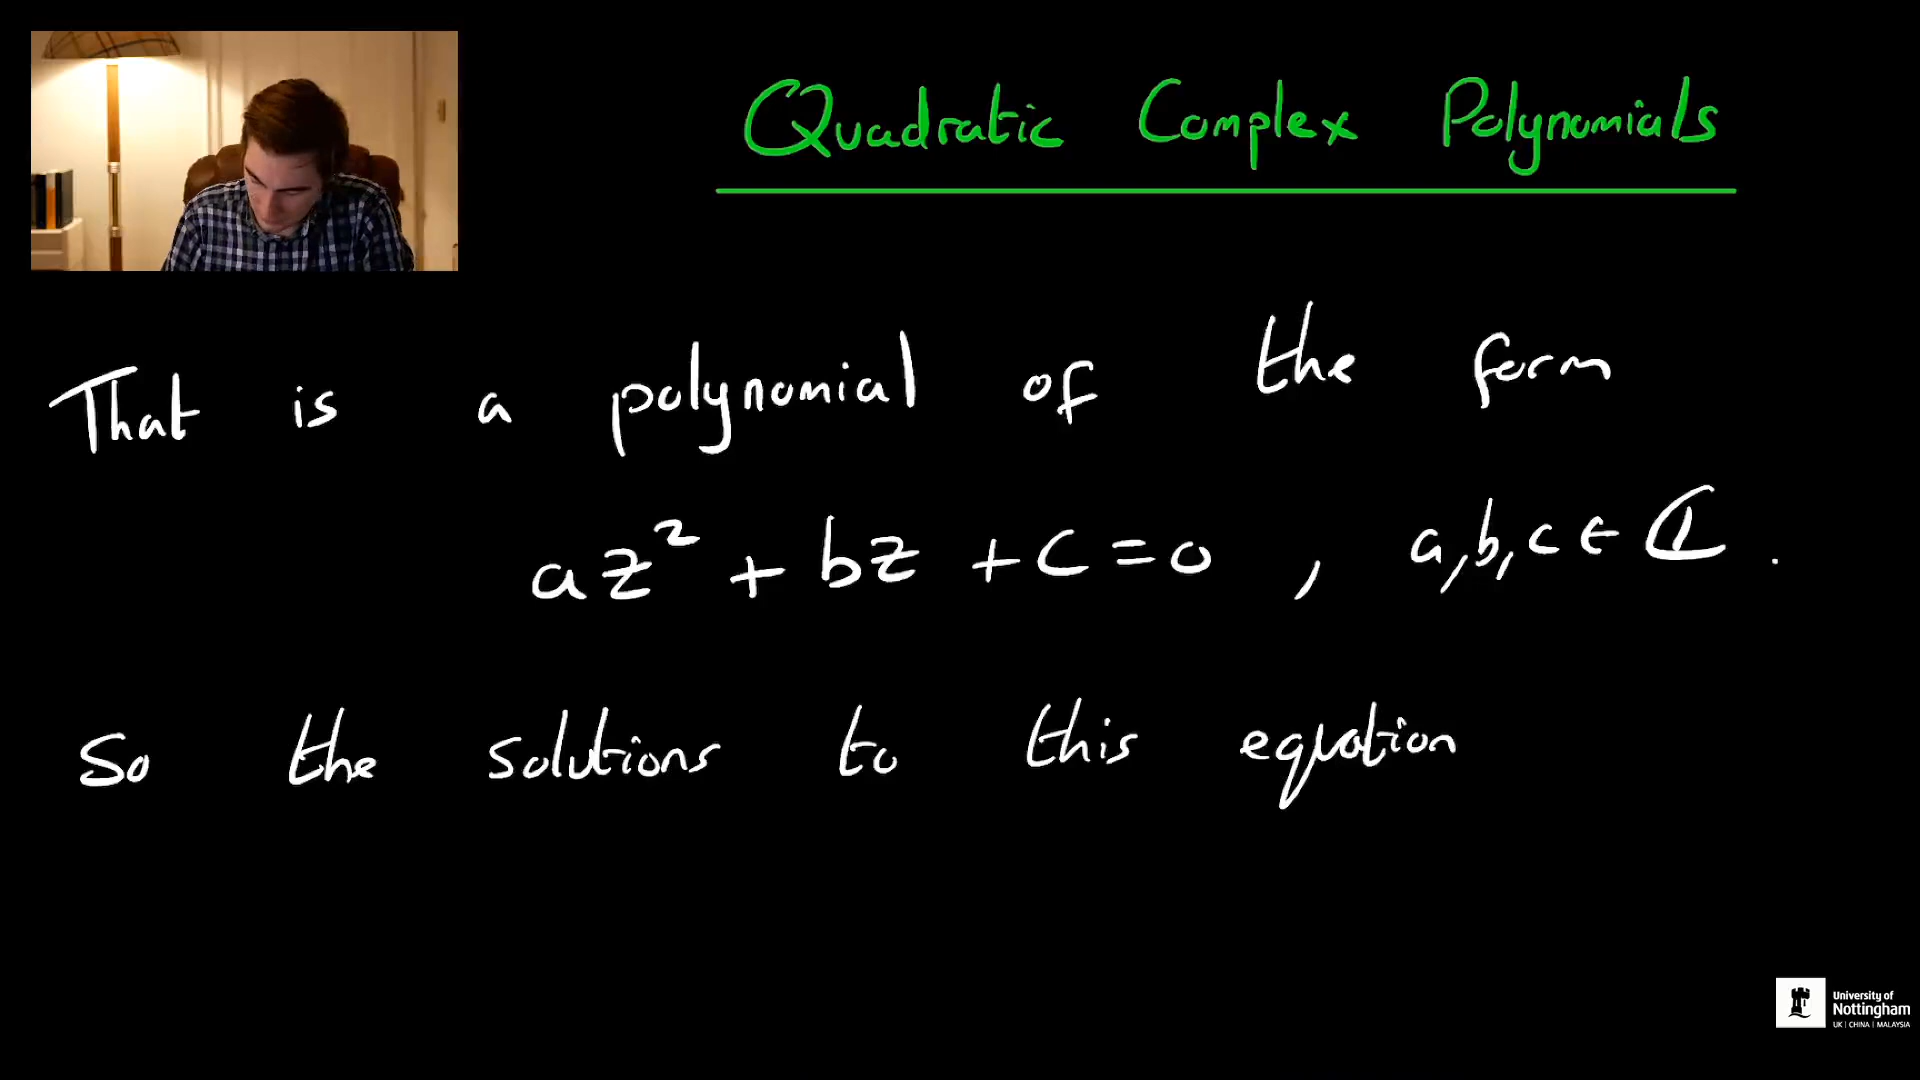 Quadratic Complex Polynomials
That is a polynomial of the form
az² + bz + c = 0 , a,b,c ∈ ℂ .
So the solutions to this equation
University of
Nottingham
UK | CHINA | MALAYSIA